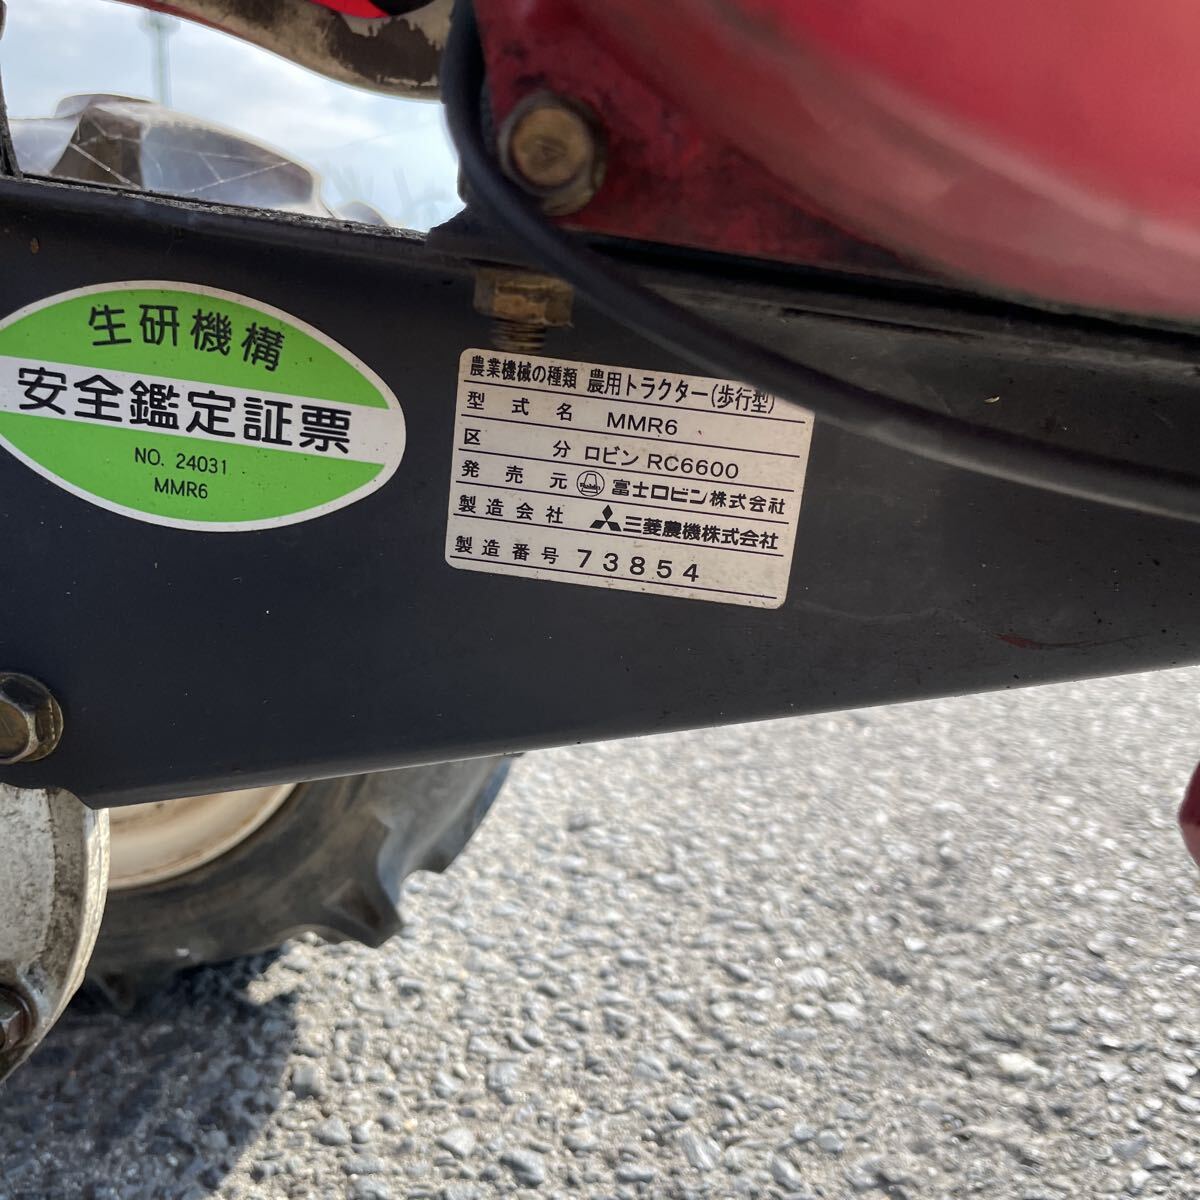 生研機構
安全鑑定証票
NO. 24031
MMR6
農業機械の種類 農用トラクター(歩行型)
型式名 MMR6
区分 ロビン RC6600
発売元 富士ロビン株式会社
製造会社 三菱農機株式会社
製造番号 73854